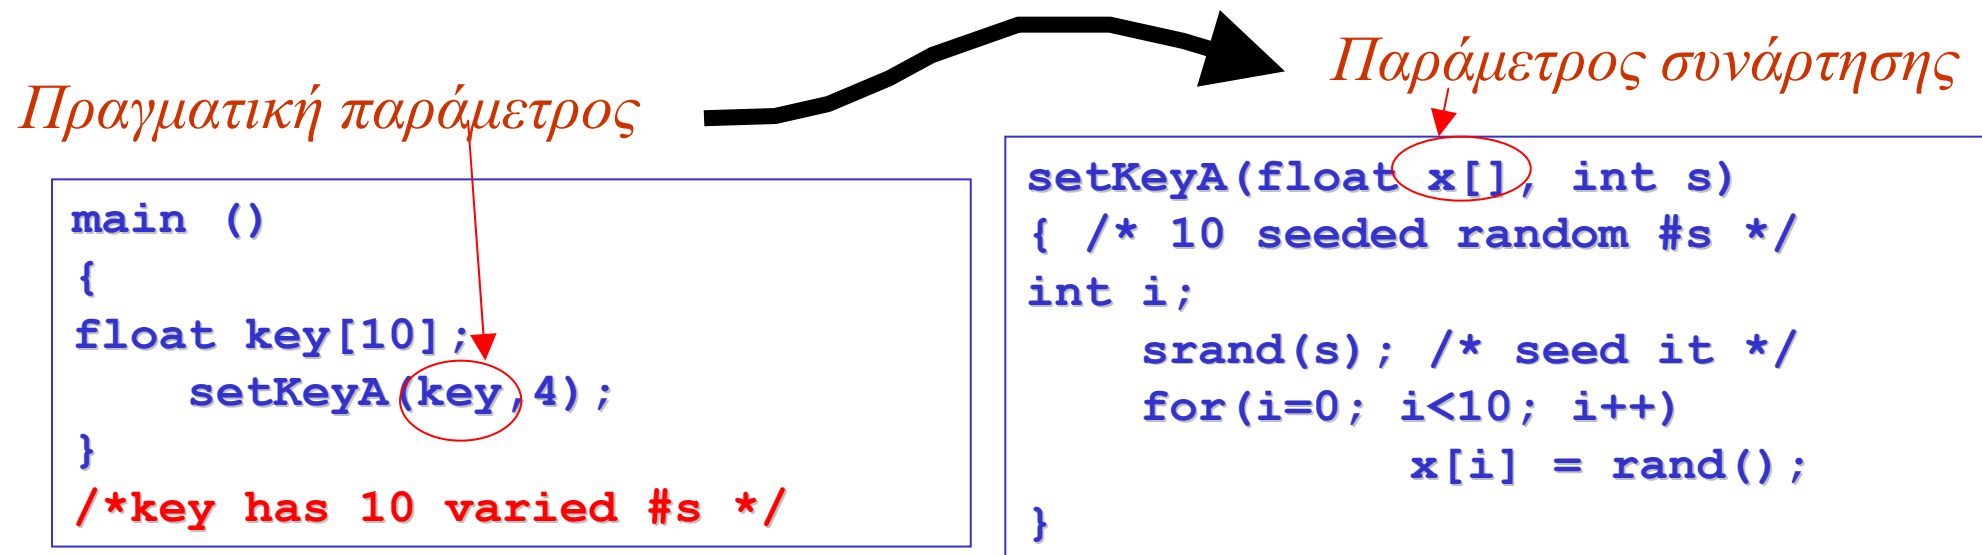 Πραγματική παράμετρος
main ()
{
float key[10];
setKeyA(key,4);
}
/*key has 10 varied #s */
Παράμετρος συνάρτησης
setKeyA(float x[], int s)
{ /* 10 seeded random #s */
int i;
srand(s); /* seed it */
for(i=0; i<10; i++)
x[i] = rand();
}